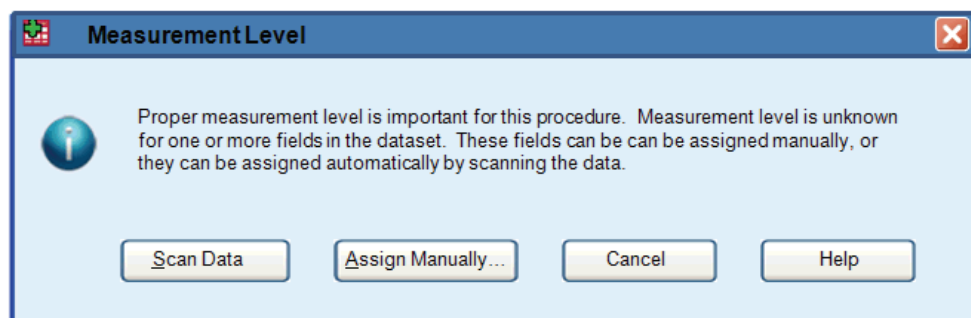 Measurement Level
Proper measurement level is important for this procedure. Measurement level is unknown
for one or more fields in the dataset. These fields can be can be assigned manually, or
they can be assigned automatically by scanning the data.
Scan Data
Assign Manually...
Cancel
Help